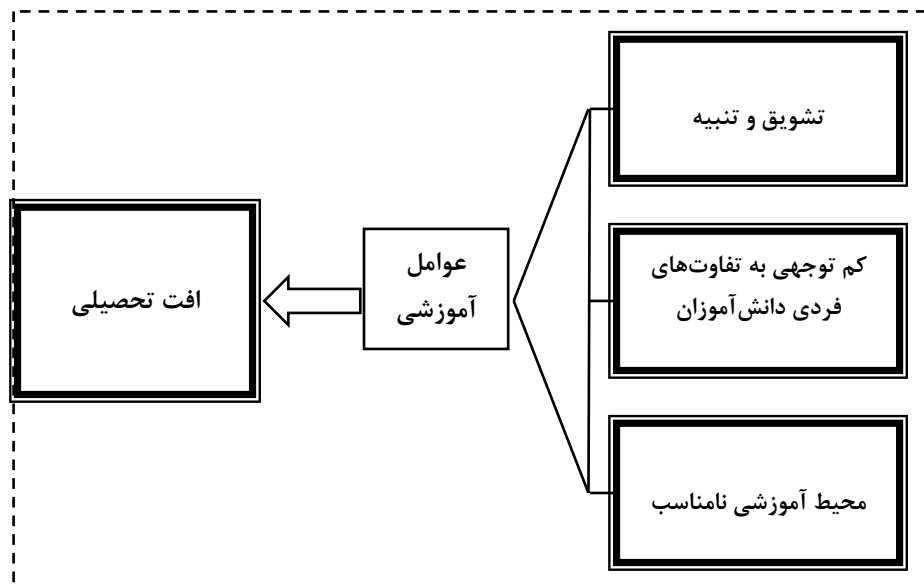 تشویق و تنبیه
کم توجهی به تفاوت‌های
فردی دانش‌آموزان
محیط آموزشی نامناسب
عوامل
آموزشی
افت تحصیلی